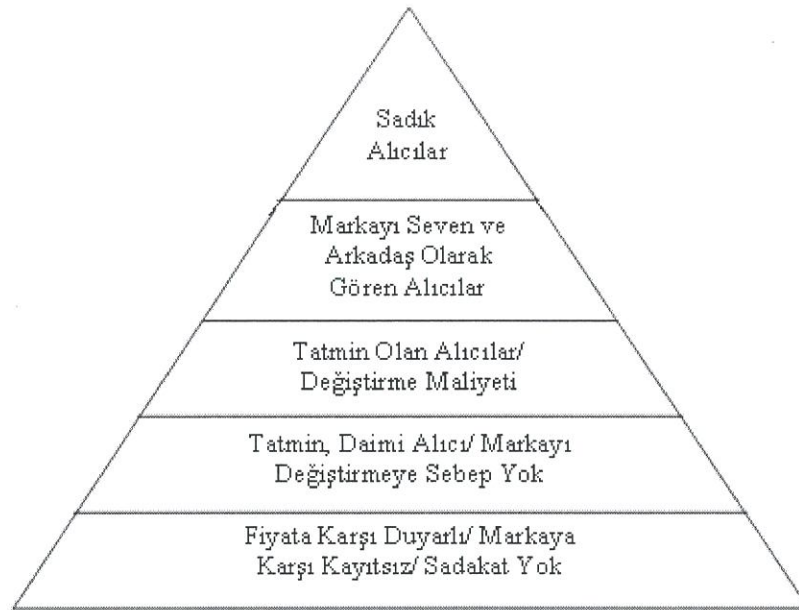 Sadık
Alıcılar
Markayı Seven ve
Arkadaş Olarak
Gören Alıcılar
Tatmin Olan Alıcılar/
Değiştirme Maliyeti
Tatmin, Daimi Alıcı/ Markayı
Değiştirmeye Sebep Yok
Fiyata Karşı Duyarlı/ Markaya
Karşı Kayıtsız/ Sadakat Yok